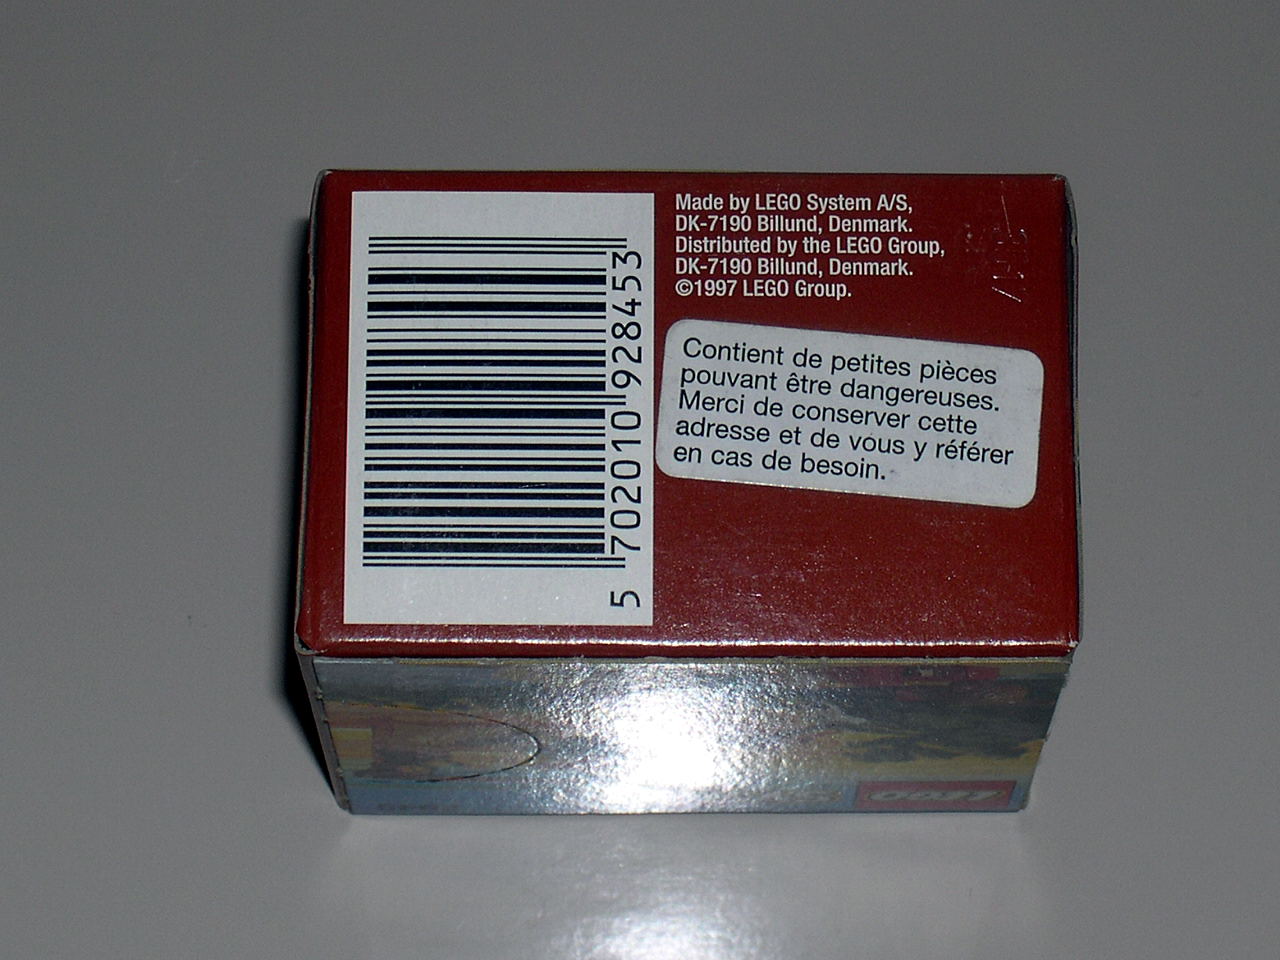 Made by LEGO System A/S,
DK-7190 Billund, Denmark.
Distributed by the LEGO Group,
DK-7190 Billund, Denmark.
©1997 LEGO Group.
Contient de petites pièces
pouvant être dangereuses.
Merci de conserver cette
adresse et de vous y référer
en cas de besoin.
5 702010 928453
LEGO